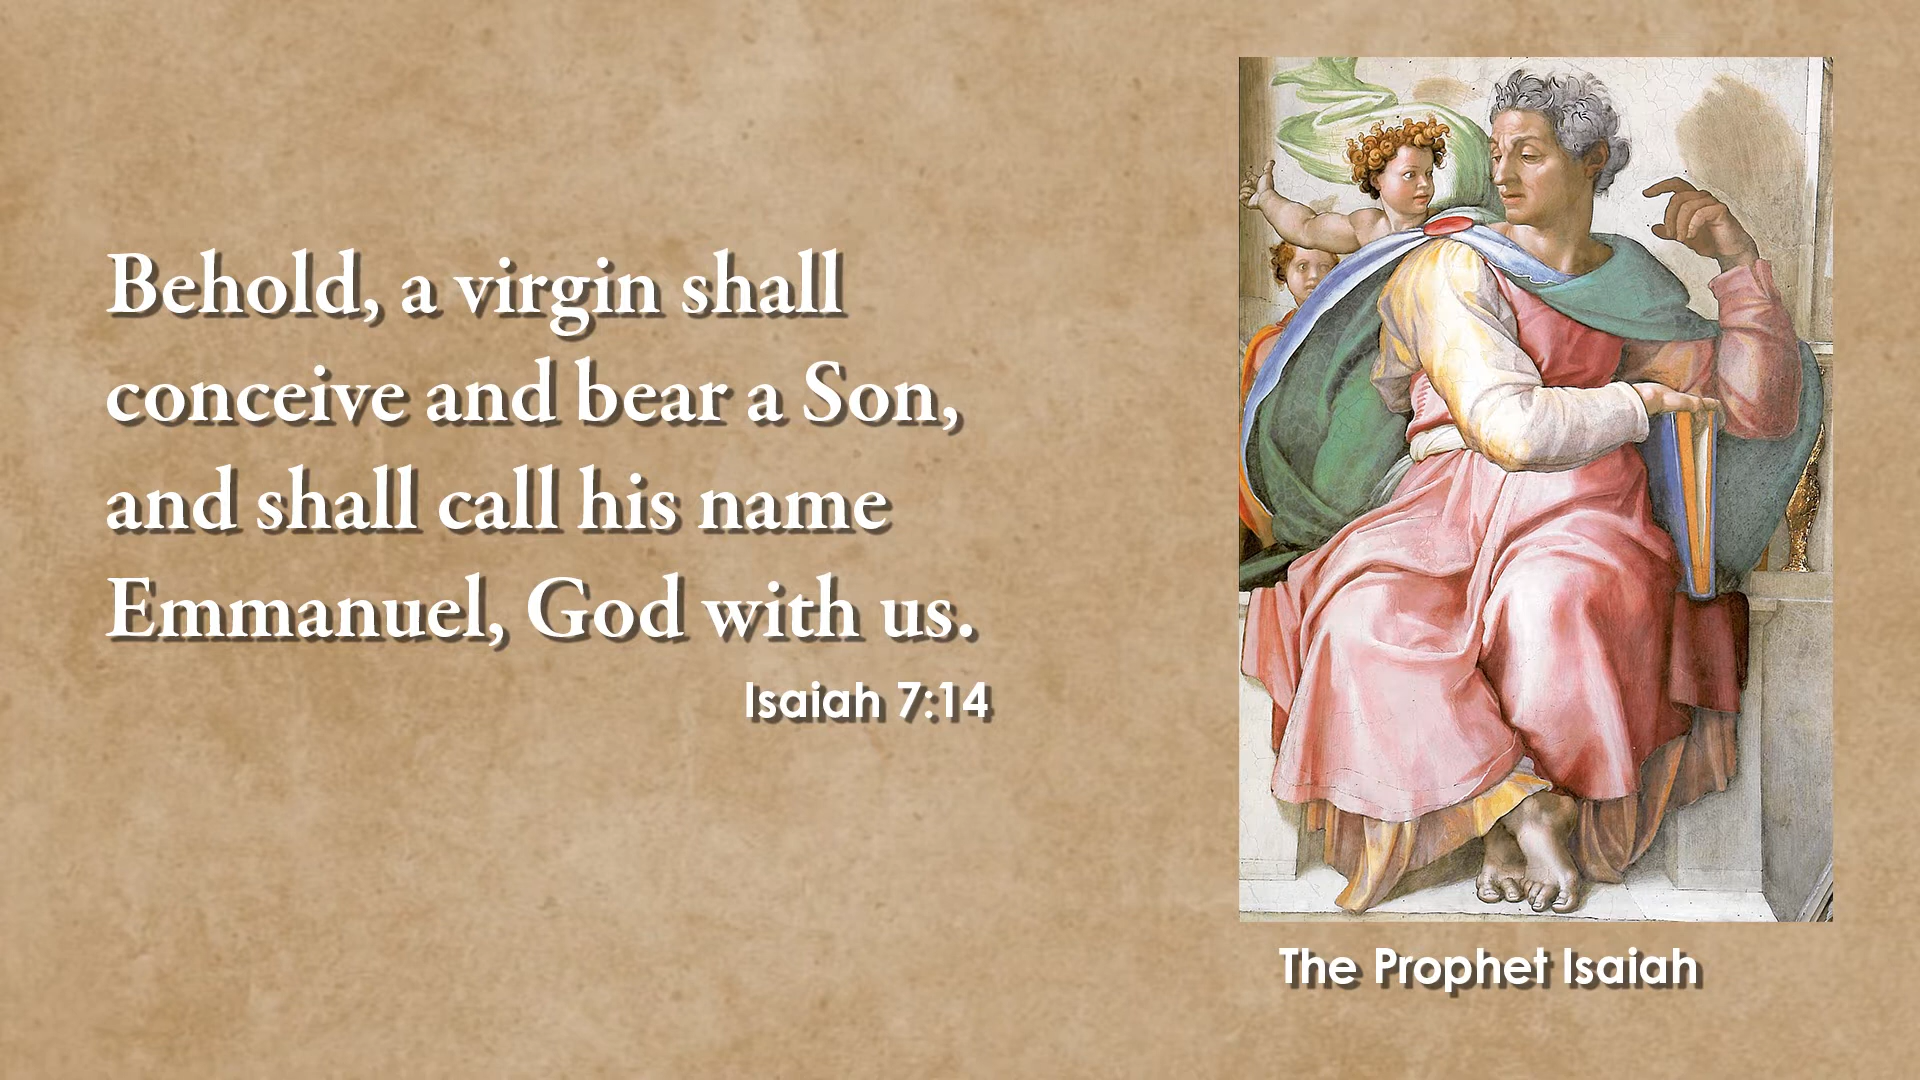 Behold, a virgin shall
conceive and bear a Son,
and shall call his name
Emmanuel, God with us.
Isaiah 7:14
The Prophet Isaiah